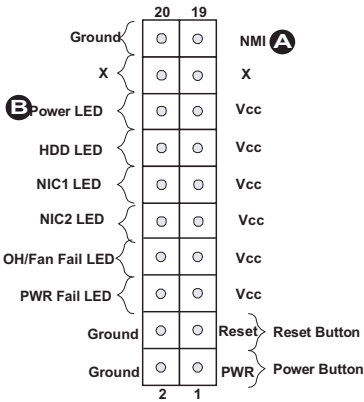 20 19
Ground NMI A
X X
B Power LED Vcc
HDD LED Vcc
NIC1 LED Vcc
NIC2 LED Vcc
OH/Fan Fail LED Vcc
PWR Fail LED Vcc
Ground Reset Reset Button
Ground PWR Power Button
2 1